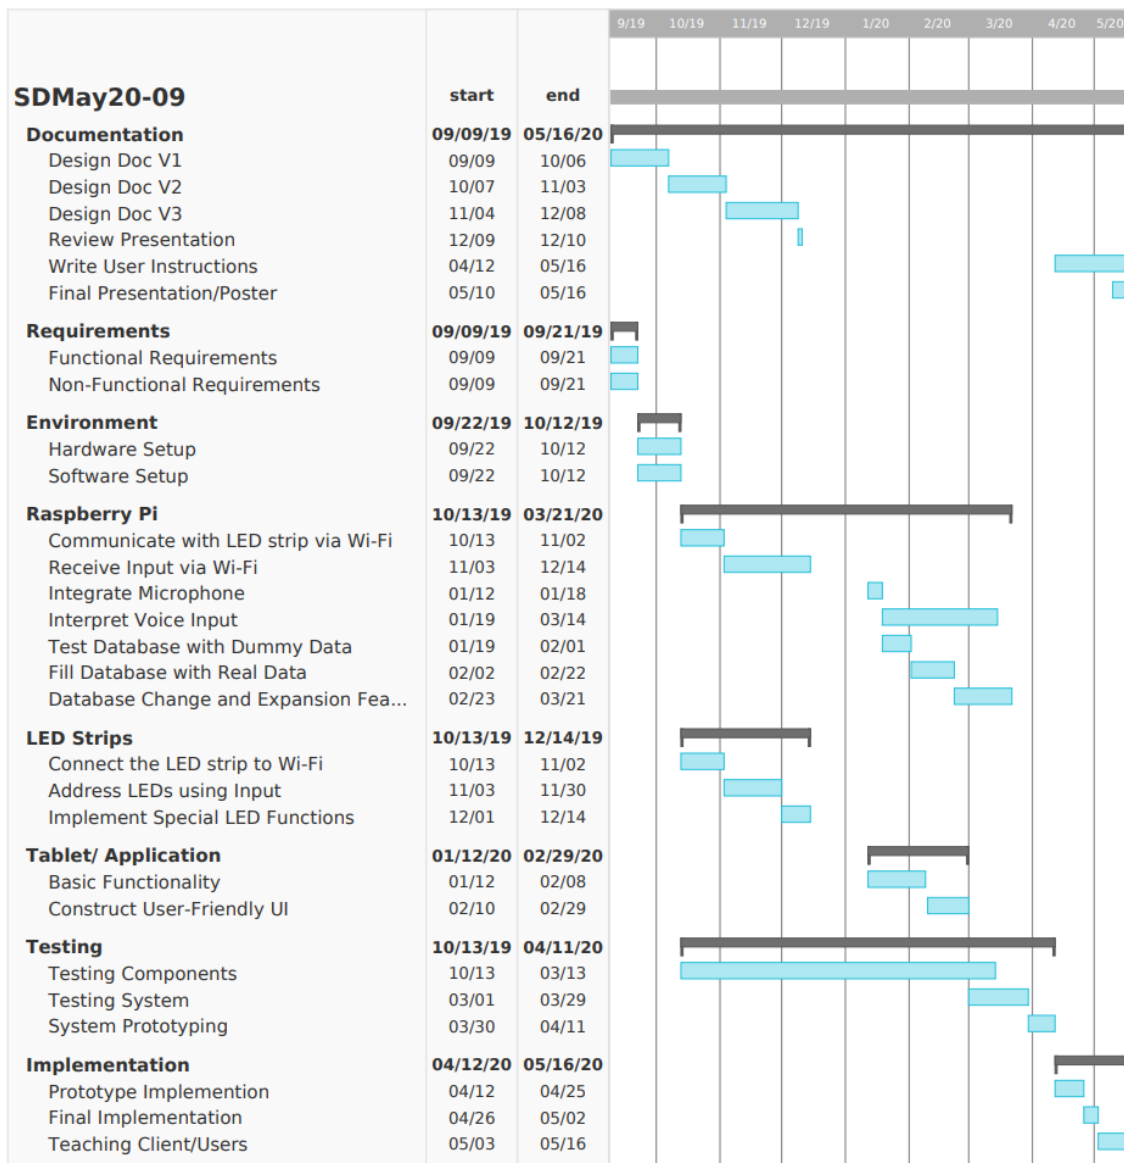 9/19 10/19 11/19 12/19 1/20 2/20 3/20 4/20 5/20
SDMay20-09 start end
Documentation 09/09/19 05/16/20
Design Doc V1 09/09 10/06
Design Doc V2 10/07 11/03
Design Doc V3 11/04 12/08
Review Presentation 12/09 12/10
Write User Instructions 04/12 05/16
Final Presentation/Poster 05/10 05/16
Requirements 09/09/19 09/21/19
Functional Requirements 09/09 09/21
Non-Functional Requirements 09/09 09/21
Environment 09/22/19 10/12/19
Hardware Setup 09/22 10/12
Software Setup 09/22 10/12
Raspberry Pi 10/13/19 03/21/20
Communicate with LED strip via Wi-Fi 10/13 11/02
Receive Input via Wi-Fi 11/03 12/14
Integrate Microphone 01/12 01/18
Interpret Voice Input 01/19 03/14
Test Database with Dummy Data 01/19 02/01
Fill Database with Real Data 02/02 02/22
Database Change and Expansion Fea... 02/23 03/21
LED Strips 10/13/19 12/14/19
Connect the LED strip to Wi-Fi 10/13 11/02
Address LEDs using Input 11/03 11/30
Implement Special LED Functions 12/01 12/14
Tablet/ Application 01/12/20 02/29/20
Basic Functionality 01/12 02/08
Construct User-Friendly UI 02/10 02/29
Testing 10/13/19 04/11/20
Testing Components 10/13 03/13
Testing System 03/01 03/29
System Prototyping 03/30 04/11
Implementation 04/12/20 05/16/20
Prototype Implemention 04/12 04/25
Final Implementation 04/26 05/02
Teaching Client/Users 05/03 05/16